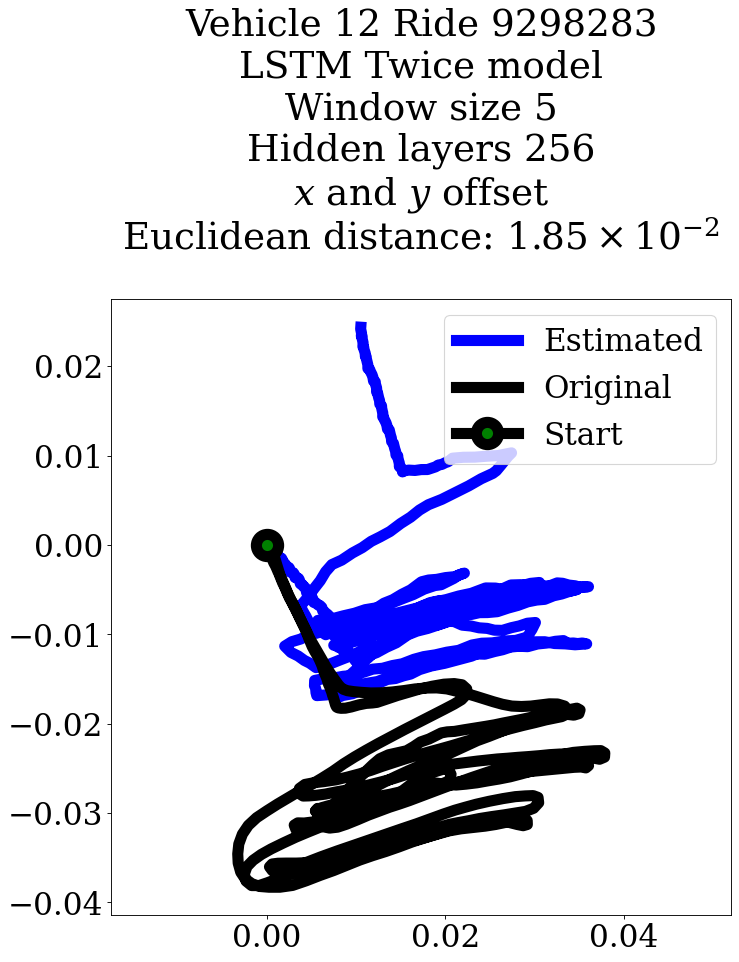 Vehicle 12 Ride 9298283
LSTM Twice model
Window size 5
Hidden layers 256
x and y offset
Euclidean distance: 1.85 × 10⁻²
Estimated
Original
Start
0.02
0.01
0.00
−0.01
−0.02
−0.03
−0.04
0.00 0.02 0.04